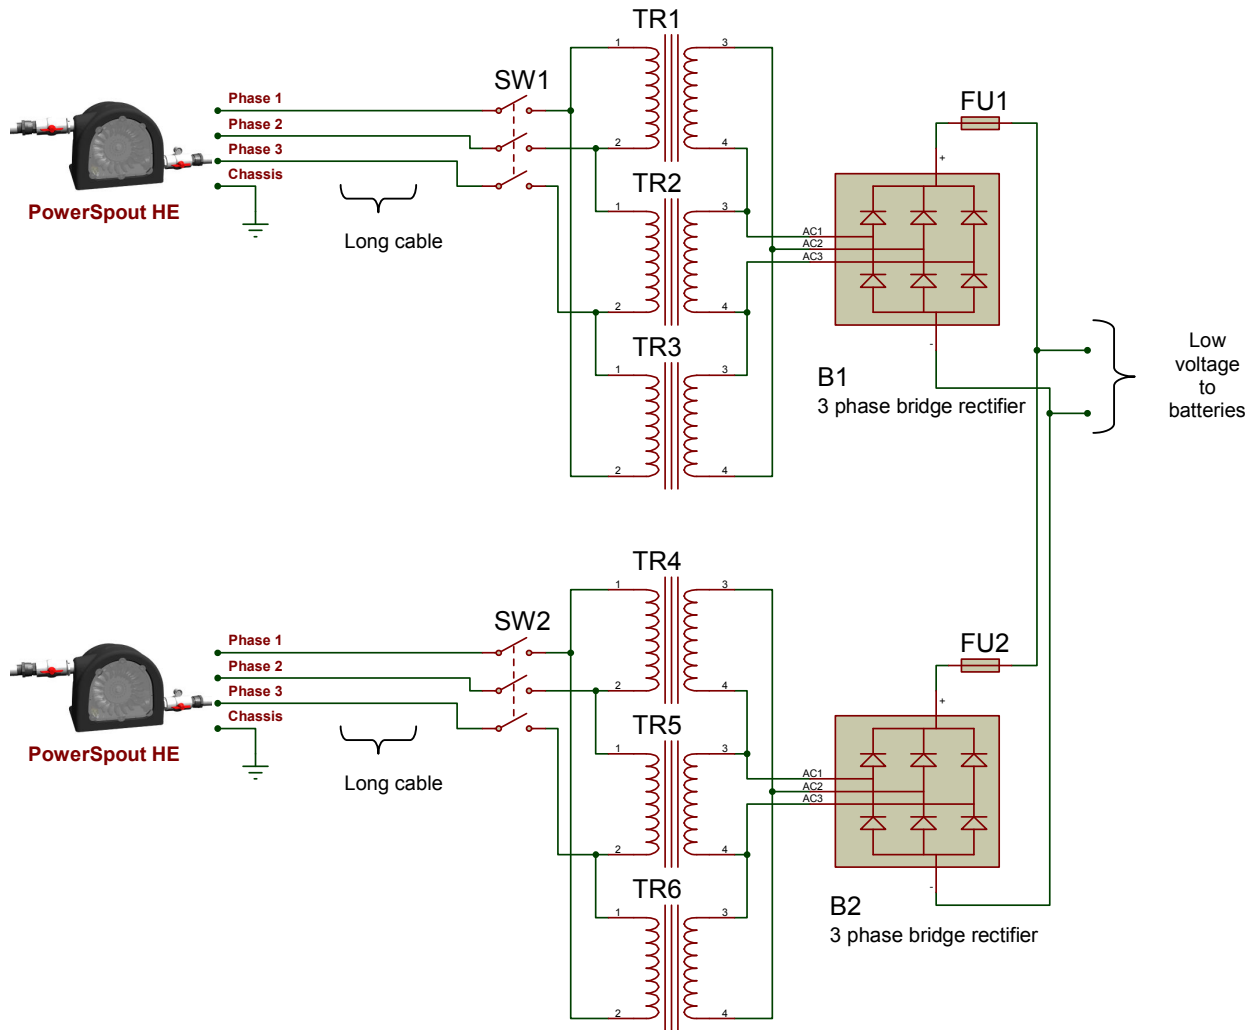 TR1
1
3
SW1
FU1
Phase 1
Phase 2
Phase 3
Chassis
2
4
+
PowerSpout HE
Long cable
TR2
1
3
AC1
AC2
AC3
2
4
-
TR3
1
3
B1
3 phase bridge rectifier
Low
voltage
to
batteries
2
4
TR4
1
3
SW2
FU2
Phase 1
Phase 2
Phase 3
Chassis
2
4
+
PowerSpout HE
Long cable
TR5
1
3
AC1
AC2
AC3
2
4
-
TR6
1
3
B2
3 phase bridge rectifier
2
4